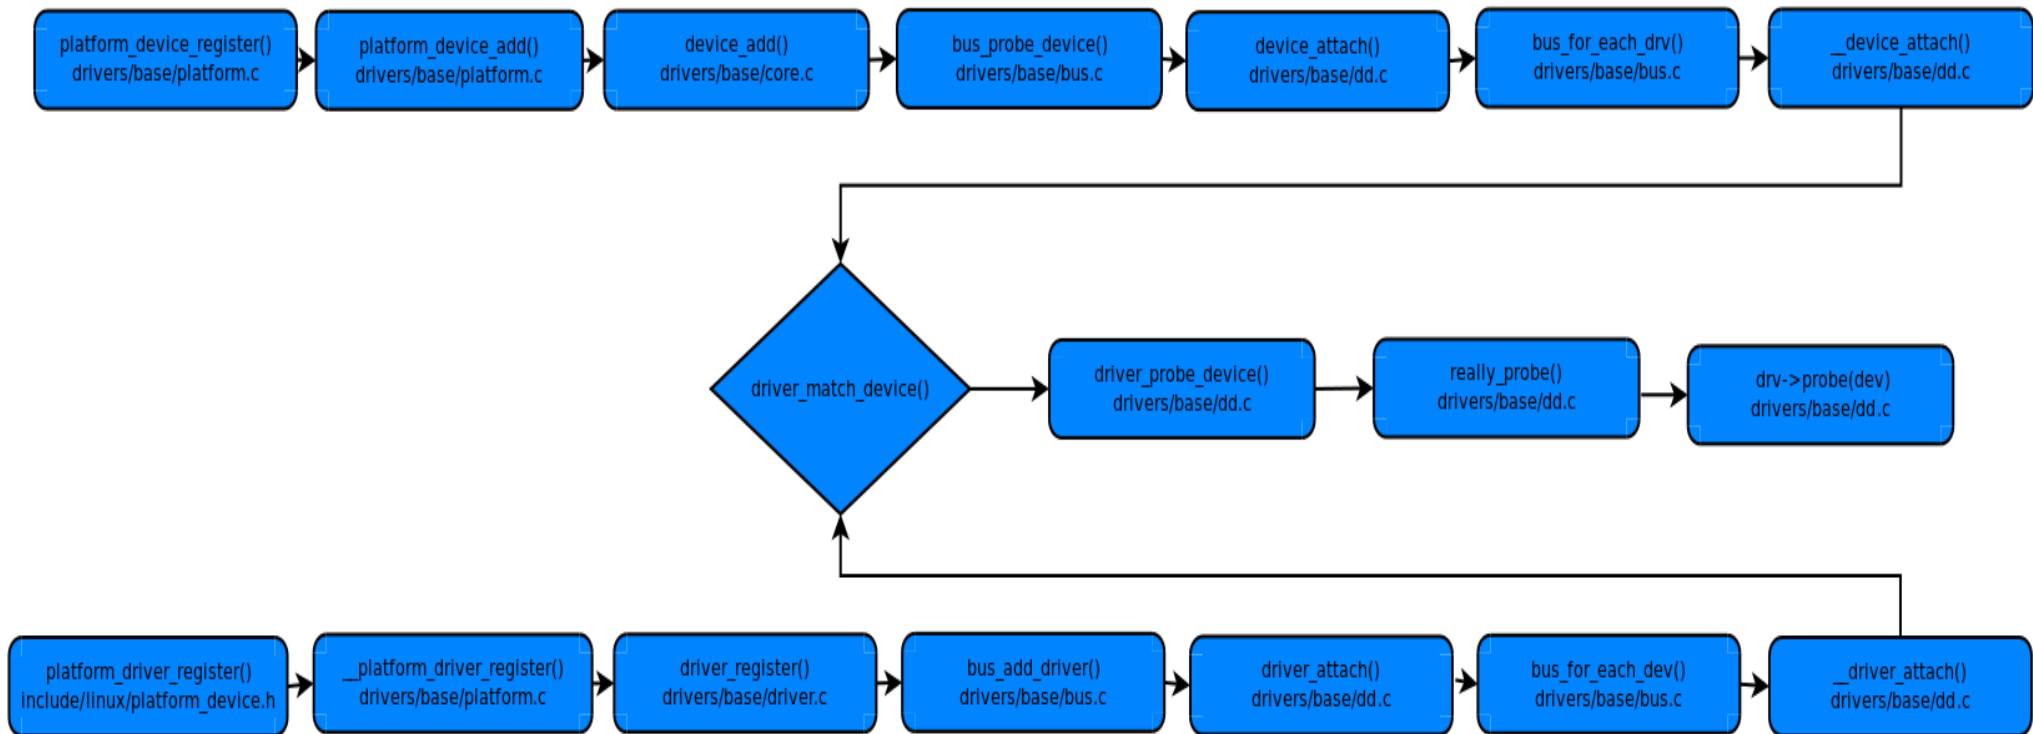 platform_device_register()
drivers/base/platform.c
platform_device_add()
drivers/base/platform.c
device_add()
drivers/base/core.c
bus_probe_device()
drivers/base/bus.c
device_attach()
drivers/base/dd.c
bus_for_each_drv()
drivers/base/bus.c
__device_attach()
drivers/base/dd.c
driver_match_device()
driver_probe_device()
drivers/base/dd.c
really_probe()
drivers/base/dd.c
drv->probe(dev)
drivers/base/dd.c
platform_driver_register()
include/linux/platform_device.h
__platform_driver_register()
drivers/base/platform.c
driver_register()
drivers/base/driver.c
bus_add_driver()
drivers/base/bus.c
driver_attach()
drivers/base/dd.c
bus_for_each_dev()
drivers/base/bus.c
__driver_attach()
drivers/base/dd.c